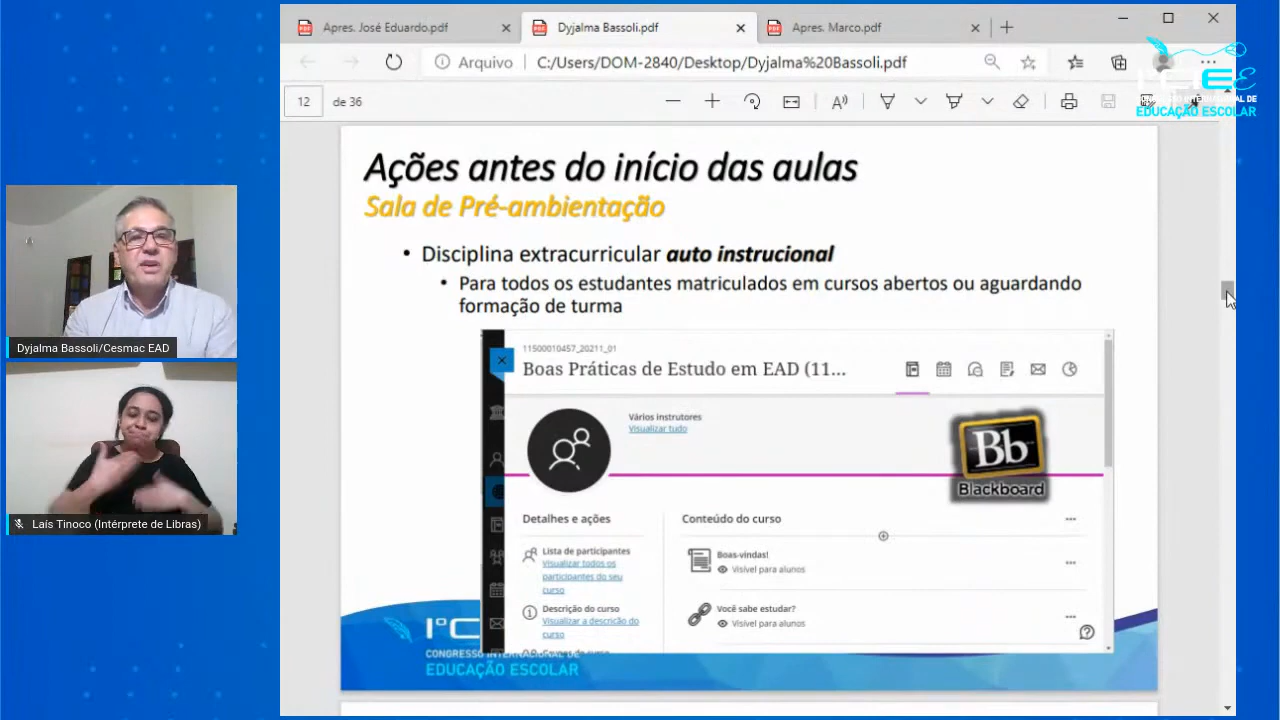 Apres. José Eduardo.pdf
Dyjalma Bassoli.pdf
Apres. Marco.pdf
Arquivo
C:/Users/DOM-2840/Desktop/Dyjalma%20Bassoli.pdf
12
de 36
EDUCAÇÃO ESCOLAR
Ações antes do início das aulas
Sala de Pré-ambientação
• Disciplina extracurricular auto instrucional
• Para todos os estudantes matriculados em cursos abertos ou aguardando
formação de turma
11500010457_20211_01
Boas Práticas de Estudo em EAD (11...
Vários instrutores
Visualizar tudo
Bb
Blackboard
Detalhes e ações
Conteúdo do curso
Lista de participantes
Visualizar todos os
participantes do seu
curso
Boas-vindas!
Visível para alunos
Descrição do curso
Visualizar a descrição do
curso
Você sabe estudar?
Visível para alunos
1ºC
CONGRESSO INTERNACIONAL DE
EDUCAÇÃO ESCOLAR
Dyjalma Bassoli/Cesmac EAD
Laís Tinoco (Intérprete de Libras)